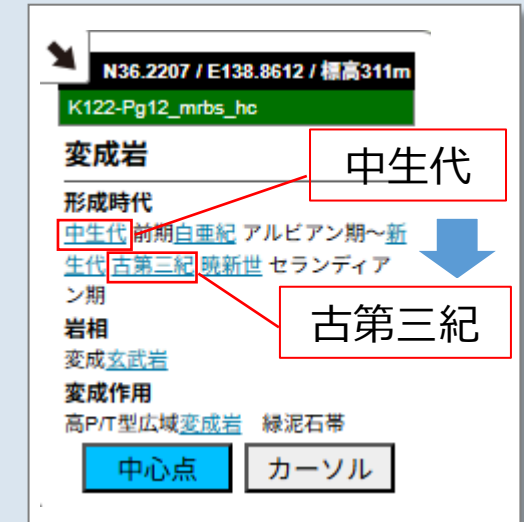 N36.2207 / E138.8612 / 標高311m
K122-Pg12_mrbs_hc
変成岩
中生代
形成時代
中生代 前期白亜紀 アルビアン期～新
生代 古第三紀 暁新世 セランディア
ン期
古第三紀
岩相
変成玄武岩
変成作用
高P/T型広域変成岩 緑泥石帯
中心点 カーソル